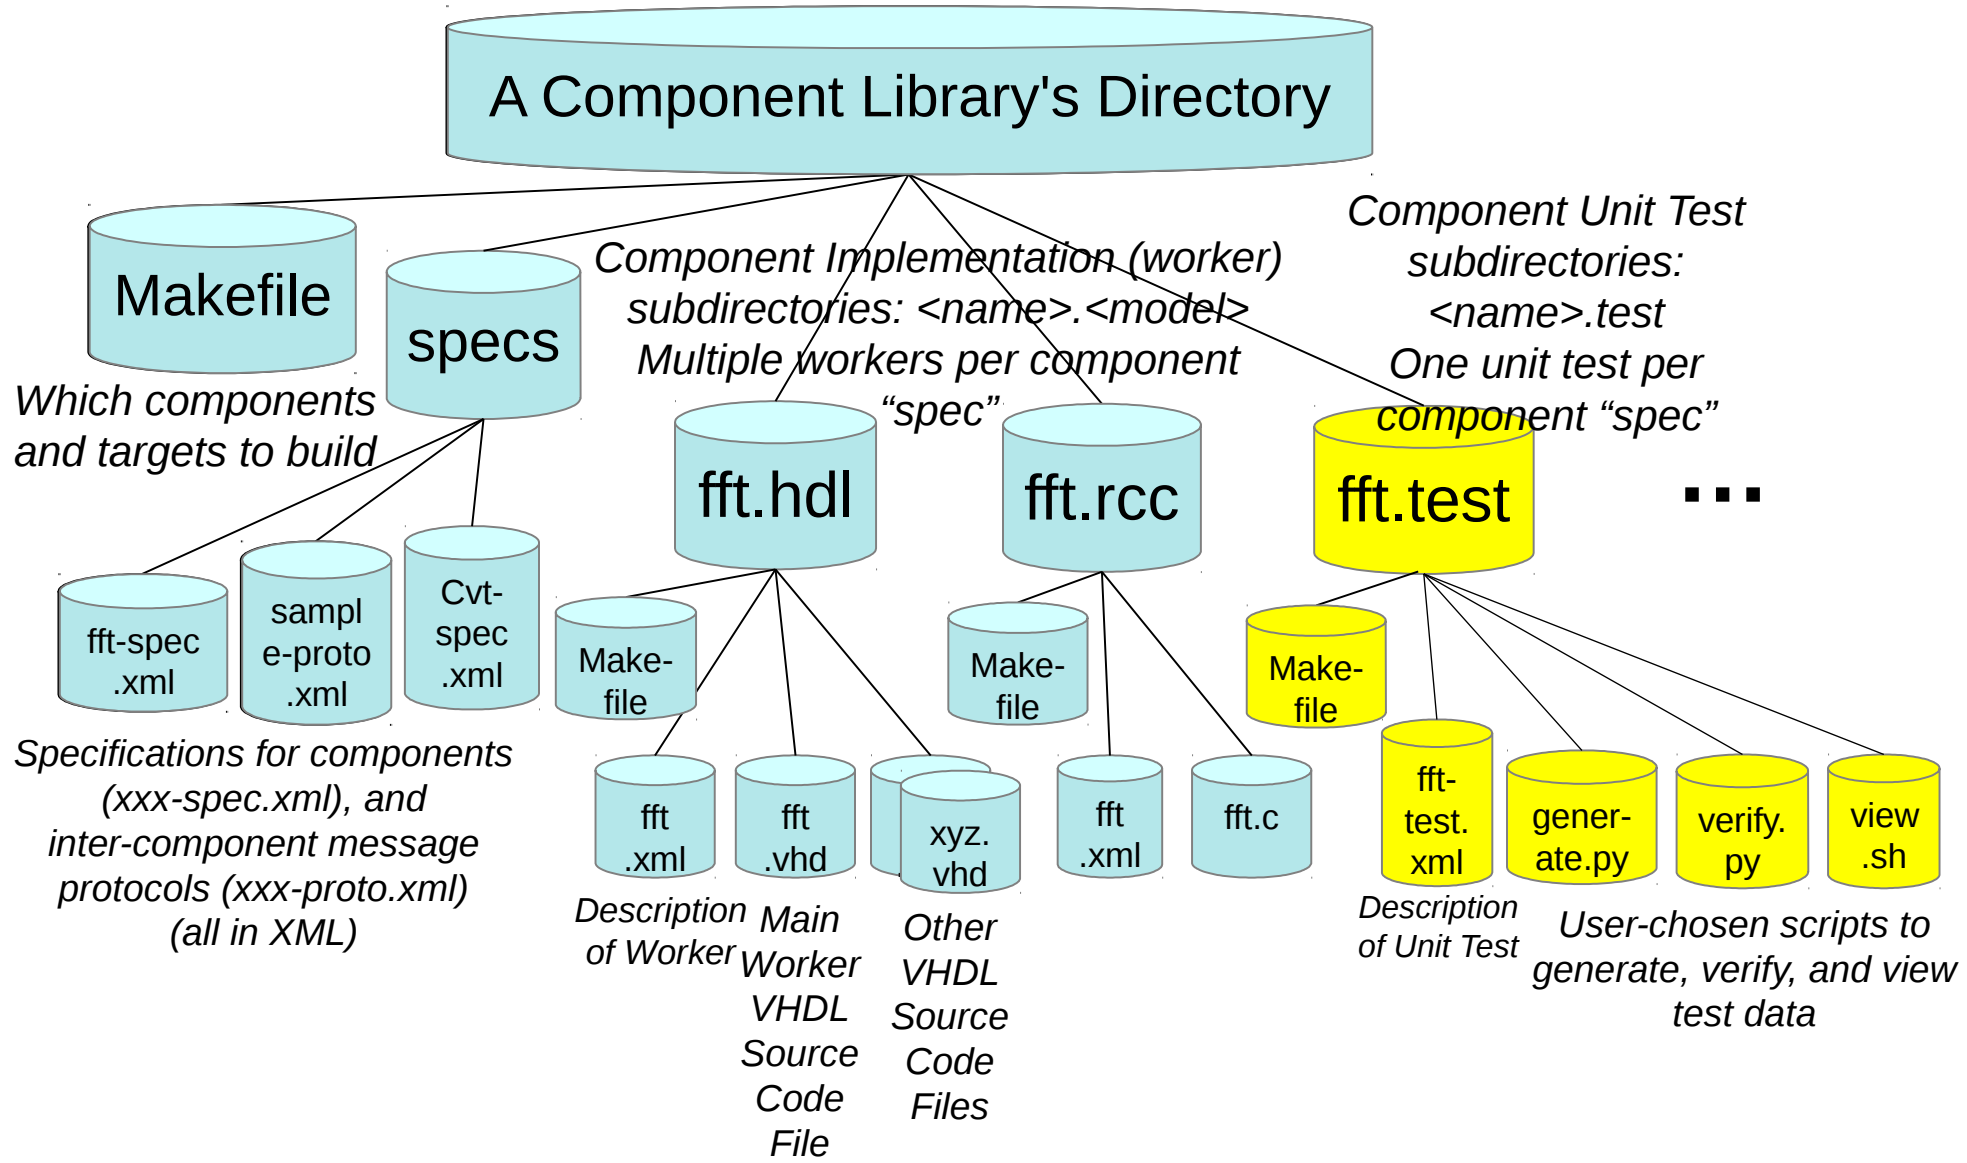 A Component Library's Directory
Makefile
Which components
and targets to build
specs
Component Implementation (worker)
subdirectories: <name>.<model>
Multiple workers per component
“spec”
Component Unit Test
subdirectories:
<name>.test
One unit test per
component “spec”
fft.hdl
fft.rcc
fft.test
...
fft-spec
.xml
sampl
e-proto
.xml
Cvt-
spec
.xml
Specifications for components
(xxx-spec.xml), and
inter-component message
protocols (xxx-proto.xml)
(all in XML)
Make-
file
fft
.xml
Description
of Worker
fft
.vhd
Main
Worker
VHDL
Source
Code
File
xyz.
vhd
Other
VHDL
Source
Code
Files
Make-
file
fft
.xml
fft.c
Make-
file
fft-
test.
xml
Description
of Unit Test
gener-
ate.py
verify.
py
view
.sh
User-chosen scripts to
generate, verify, and view
test data